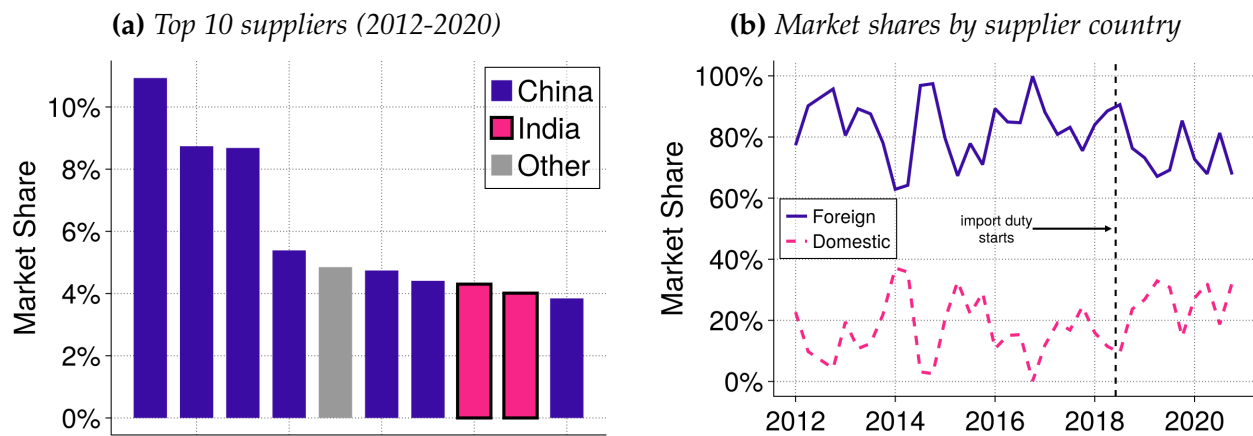 (a) Top 10 suppliers (2012-2020)
Market Share
10%
8%
6%
4%
2%
0%
China
India
Other
(b) Market shares by supplier country
Market Share
100%
80%
60%
40%
20%
0%
Foreign
Domestic
import duty
starts
2012 2014 2016 2018 2020